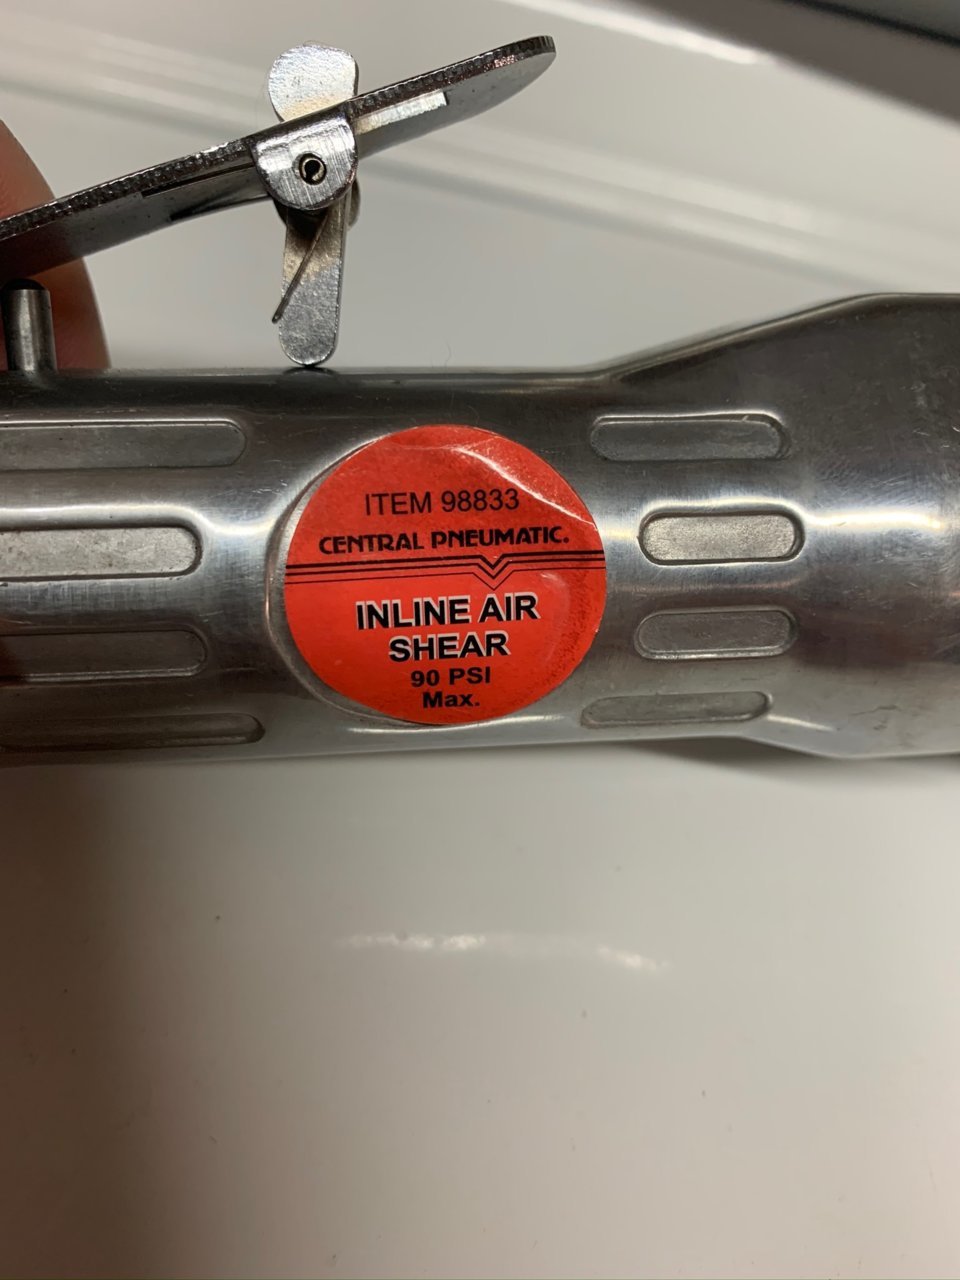 ITEM 98833
CENTRAL PNEUMATIC.
INLINE AIR
SHEAR
90 PSI
Max.